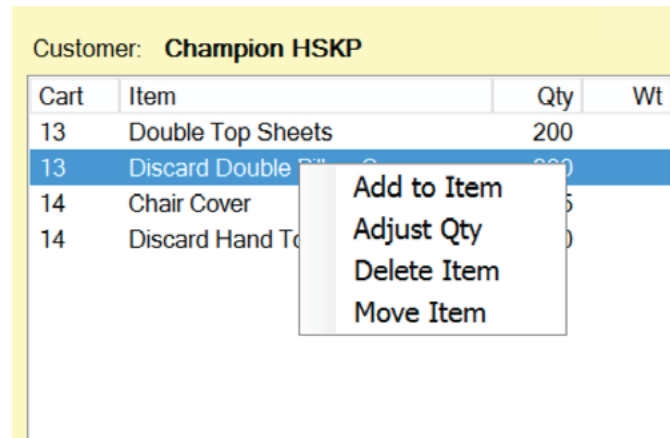 Customer: Champion HSKP
Cart Item Qty Wt
13 Double Top Sheets 200
13 Discard Double
Add to Item
14 Chair Cover
Adjust Qty
14 Discard Hand
Delete Item
Move Item